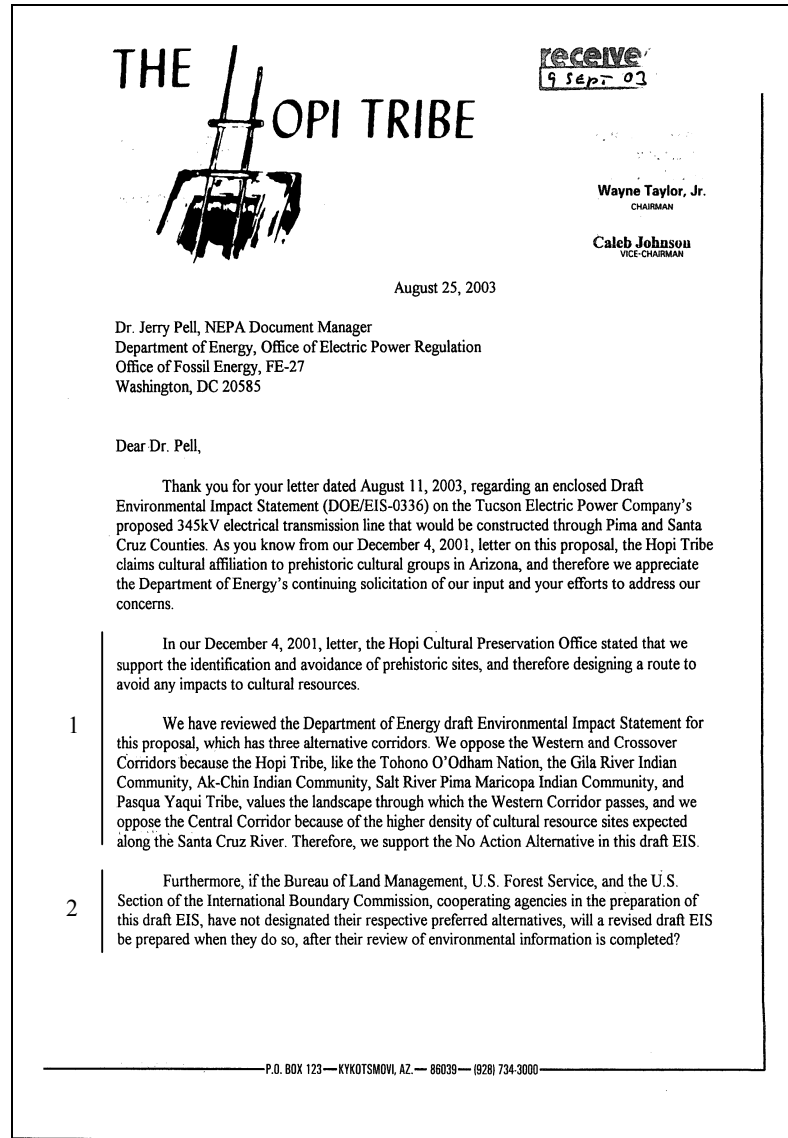 THE
HOPI TRIBE
receive
9 Sept 03
Wayne Taylor, Jr.
CHAIRMAN
Caleb Johnson
VICE-CHAIRMAN
August 25, 2003
Dr. Jerry Pell, NEPA Document Manager
Department of Energy, Office of Electric Power Regulation
Office of Fossil Energy, FE-27
Washington, DC 20585
Dear Dr. Pell,
Thank you for your letter dated August 11, 2003, regarding an enclosed Draft
Environmental Impact Statement (DOE/EIS-0336) on the Tucson Electric Power Company's
proposed 345kV electrical transmission line that would be constructed through Pima and Santa
Cruz Counties. As you know from our December 4, 2001, letter on this proposal, the Hopi Tribe
claims cultural affiliation to prehistoric cultural groups in Arizona, and therefore we appreciate
the Department of Energy's continuing solicitation of our input and your efforts to address our
concerns.
In our December 4, 2001, letter, the Hopi Cultural Preservation Office stated that we
support the identification and avoidance of prehistoric sites, and therefore designing a route to
avoid any impacts to cultural resources.
1
We have reviewed the Department of Energy draft Environmental Impact Statement for
this proposal, which has three alternative corridors. We oppose the Western and Crossover
Corridors because the Hopi Tribe, like the Tohono O'Odham Nation, the Gila River Indian
Community, Ak-Chin Indian Community, Salt River Pima Maricopa Indian Community, and
Pasqua Yaqui Tribe, values the landscape through which the Western Corridor passes, and we
oppose the Central Corridor because of the higher density of cultural resource sites expected
along the Santa Cruz River. Therefore, we support the No Action Alternative in this draft EIS.
2
Furthermore, if the Bureau of Land Management, U.S. Forest Service, and the U.S.
Section of the International Boundary Commission, cooperating agencies in the preparation of
this draft EIS, have not designated their respective preferred alternatives, will a revised draft EIS
be prepared when they do so, after their review of environmental information is completed?
P.O. BOX 123—KYKOTSMOVI, AZ.— 86039— (928) 734-3000